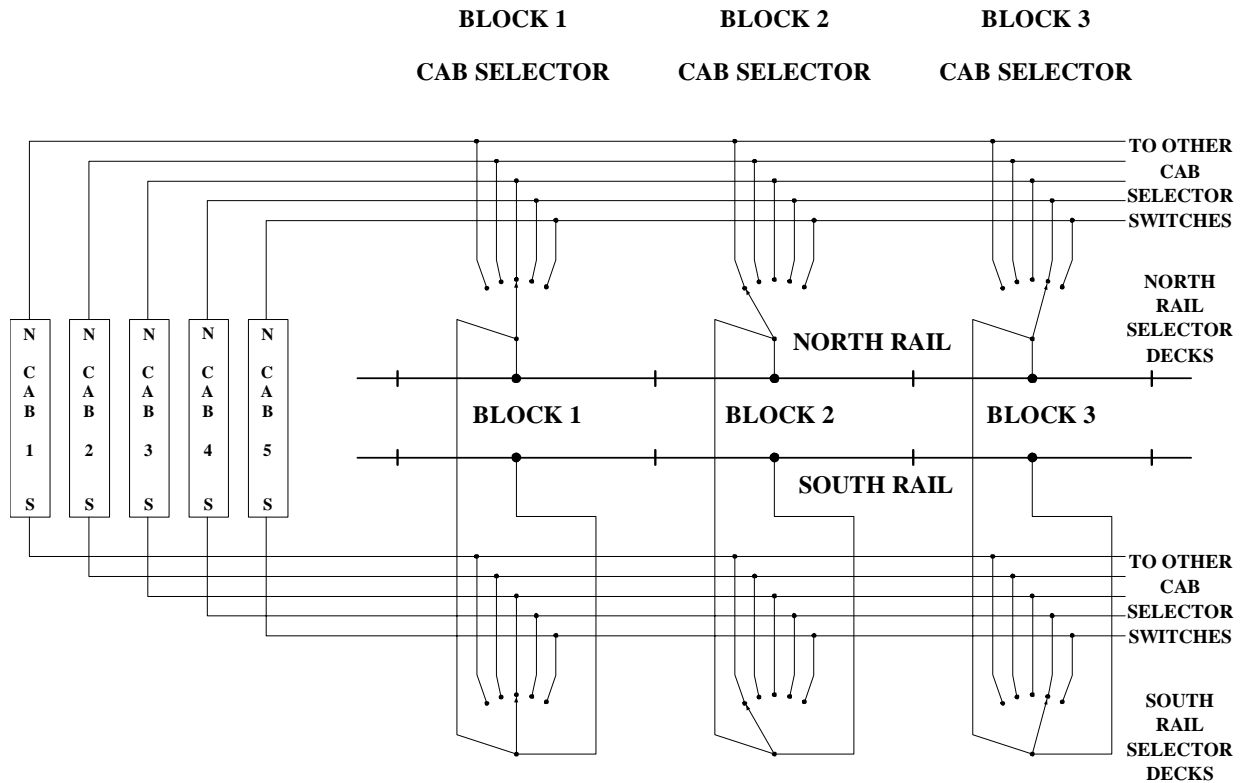 BLOCK 1
CAB SELECTOR
BLOCK 2
CAB SELECTOR
BLOCK 3
CAB SELECTOR
TO OTHER
CAB
SELECTOR
SWITCHES
NORTH
RAIL
SELECTOR
DECKS
N CAB 1 S
N CAB 2 S
N CAB 3 S
N CAB 4 S
N CAB 5 S
NORTH RAIL
BLOCK 1
BLOCK 2
BLOCK 3
SOUTH RAIL
TO OTHER
CAB
SELECTOR
SWITCHES
SOUTH
RAIL
SELECTOR
DECKS